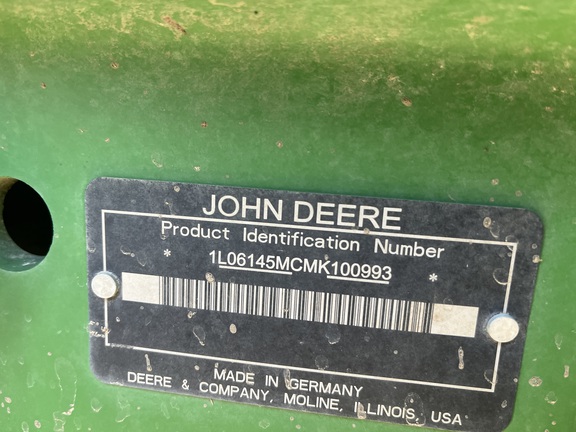 JOHN DEERE
Product Identification Number
* 1L06145MCMK100993 *
MADE IN GERMANY
DEERE & COMPANY, MOLINE, ILLINOIS, USA